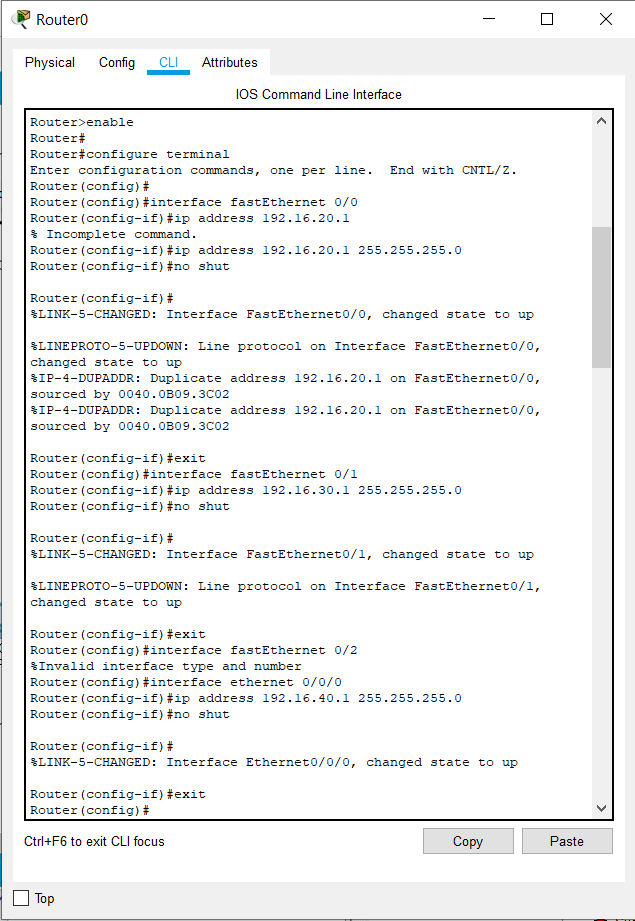 Router0
Physical Config CLI Attributes
IOS Command Line Interface
Router>enable
Router#
Router#configure terminal
Enter configuration commands, one per line.  End with CNTL/Z.
Router(config)#
Router(config)#interface fastEthernet 0/0
Router(config-if)#ip address 192.16.20.1
% Incomplete command.
Router(config-if)#ip address 192.16.20.1 255.255.255.0
Router(config-if)#no shut
Router(config-if)#
%LINK-5-CHANGED: Interface FastEthernet0/0, changed state to up
%LINEPROTO-5-UPDOWN: Line protocol on Interface FastEthernet0/0,
changed state to up
%IP-4-DUPADDR: Duplicate address 192.16.20.1 on FastEthernet0/0,
sourced by 0040.0B09.3C02
%IP-4-DUPADDR: Duplicate address 192.16.20.1 on FastEthernet0/0,
sourced by 0040.0B09.3C02
Router(config-if)#exit
Router(config)#interface fastEthernet 0/1
Router(config-if)#ip address 192.16.30.1 255.255.255.0
Router(config-if)#no shut
Router(config-if)#
%LINK-5-CHANGED: Interface FastEthernet0/1, changed state to up
%LINEPROTO-5-UPDOWN: Line protocol on Interface FastEthernet0/1,
changed state to up
Router(config-if)#exit
Router(config)#interface fastEthernet 0/2
%Invalid interface type and number
Router(config)#interface ethernet 0/0/0
Router(config-if)#ip address 192.16.40.1 255.255.255.0
Router(config-if)#no shut
Router(config-if)#
%LINK-5-CHANGED: Interface Ethernet0/0/0, changed state to up
Router(config-if)#exit
Router(config)#
Ctrl+F6 to exit CLI focus
Copy Paste
Top